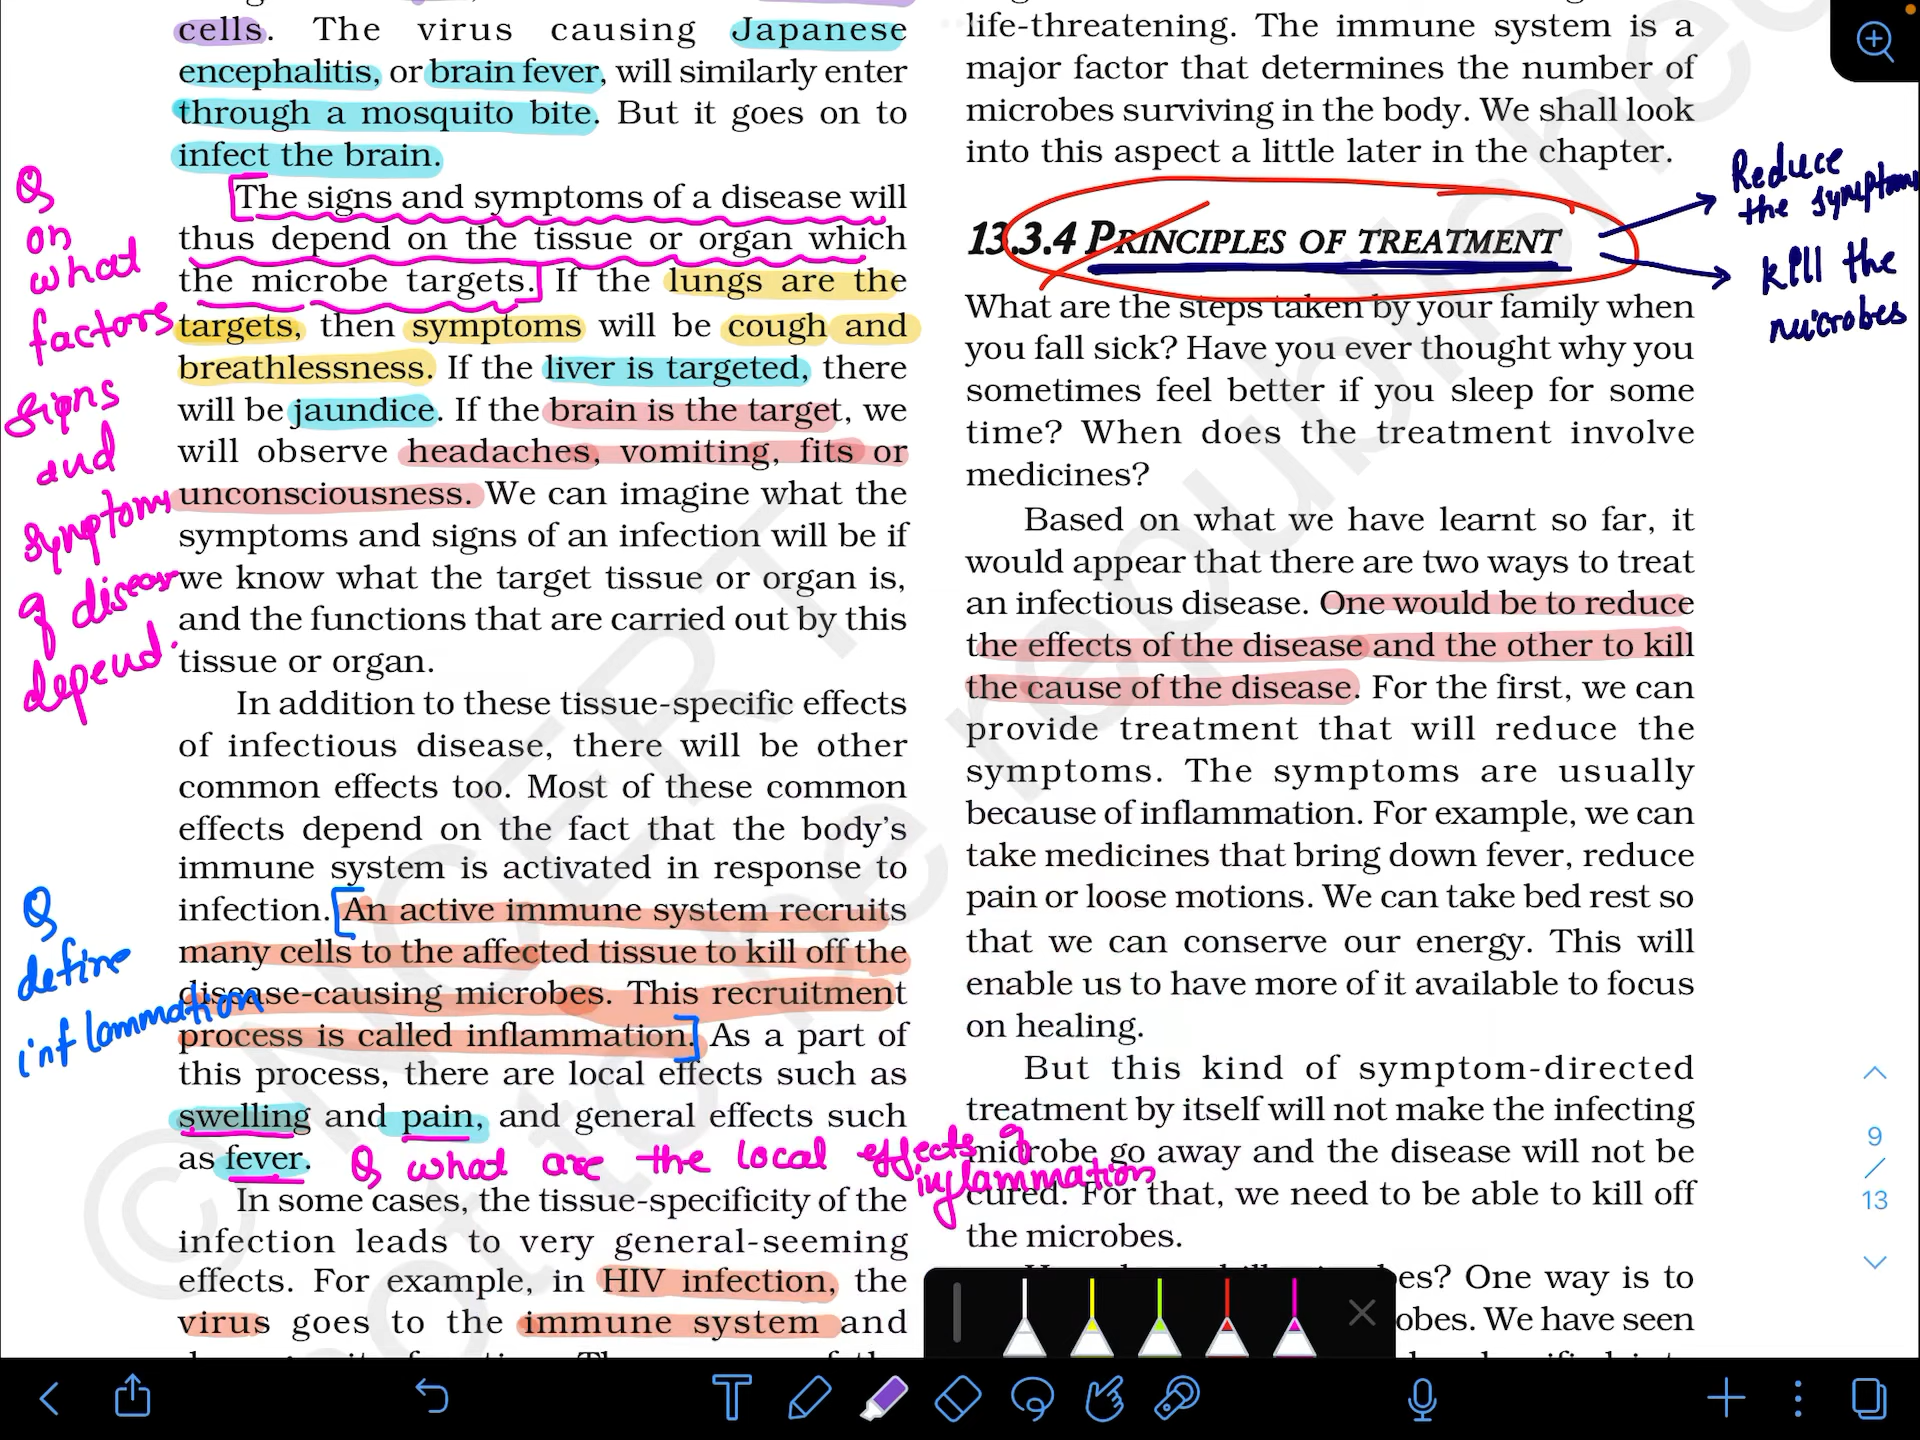 cells. The virus causing Japanese
encephalitis, or brain fever, will similarly enter
through a mosquito bite. But it goes on to
infect the brain.
The signs and symptoms of a disease will
thus depend on the tissue or organ which
the microbe targets. If the lungs are the
targets, then symptoms will be cough and
breathlessness. If the liver is targeted, there
will be jaundice. If the brain is the target, we
will observe headaches, vomiting, fits or
unconsciousness. We can imagine what the
symptoms and signs of an infection will be if
we know what the target tissue or organ is,
and the functions that are carried out by this
tissue or organ.
In addition to these tissue-specific effects
of infectious disease, there will be other
common effects too. Most of these common
effects depend on the fact that the body's
immune system is activated in response to
infection. An active immune system recruits
many cells to the affected tissue to kill off the
disease-causing microbes. This recruitment
process is called inflammation. As a part of
this process, there are local effects such as
swelling and pain, and general effects such
as fever.
In some cases, the tissue-specificity of the
infection leads to very general-seeming
effects. For example, in HIV infection, the
virus goes to the immune system and
Q
on
what
factors
signs
and
symptoms
of disease
depend.
Q
define
inflammation
Q what are the local effects of
inflammation
life-threatening. The immune system is a
major factor that determines the number of
microbes surviving in the body. We shall look
into this aspect a little later in the chapter.
13.3.4 PRINCIPLES OF TREATMENT
Reduce
the symptoms
kill the
microbes
What are the steps taken by your family when
you fall sick? Have you ever thought why you
sometimes feel better if you sleep for some
time? When does the treatment involve
medicines?
Based on what we have learnt so far, it
would appear that there are two ways to treat
an infectious disease. One would be to reduce
the effects of the disease and the other to kill
the cause of the disease. For the first, we can
provide treatment that will reduce the
symptoms. The symptoms are usually
because of inflammation. For example, we can
take medicines that bring down fever, reduce
pain or loose motions. We can take bed rest so
that we can conserve our energy. This will
enable us to have more of it available to focus
on healing.
But this kind of symptom-directed
treatment by itself will not make the infecting
microbe go away and the disease will not be
cured. For that, we need to be able to kill off
the microbes.
? One way is to
We have seen
© NCERT
not to be republished
9
/
13
T